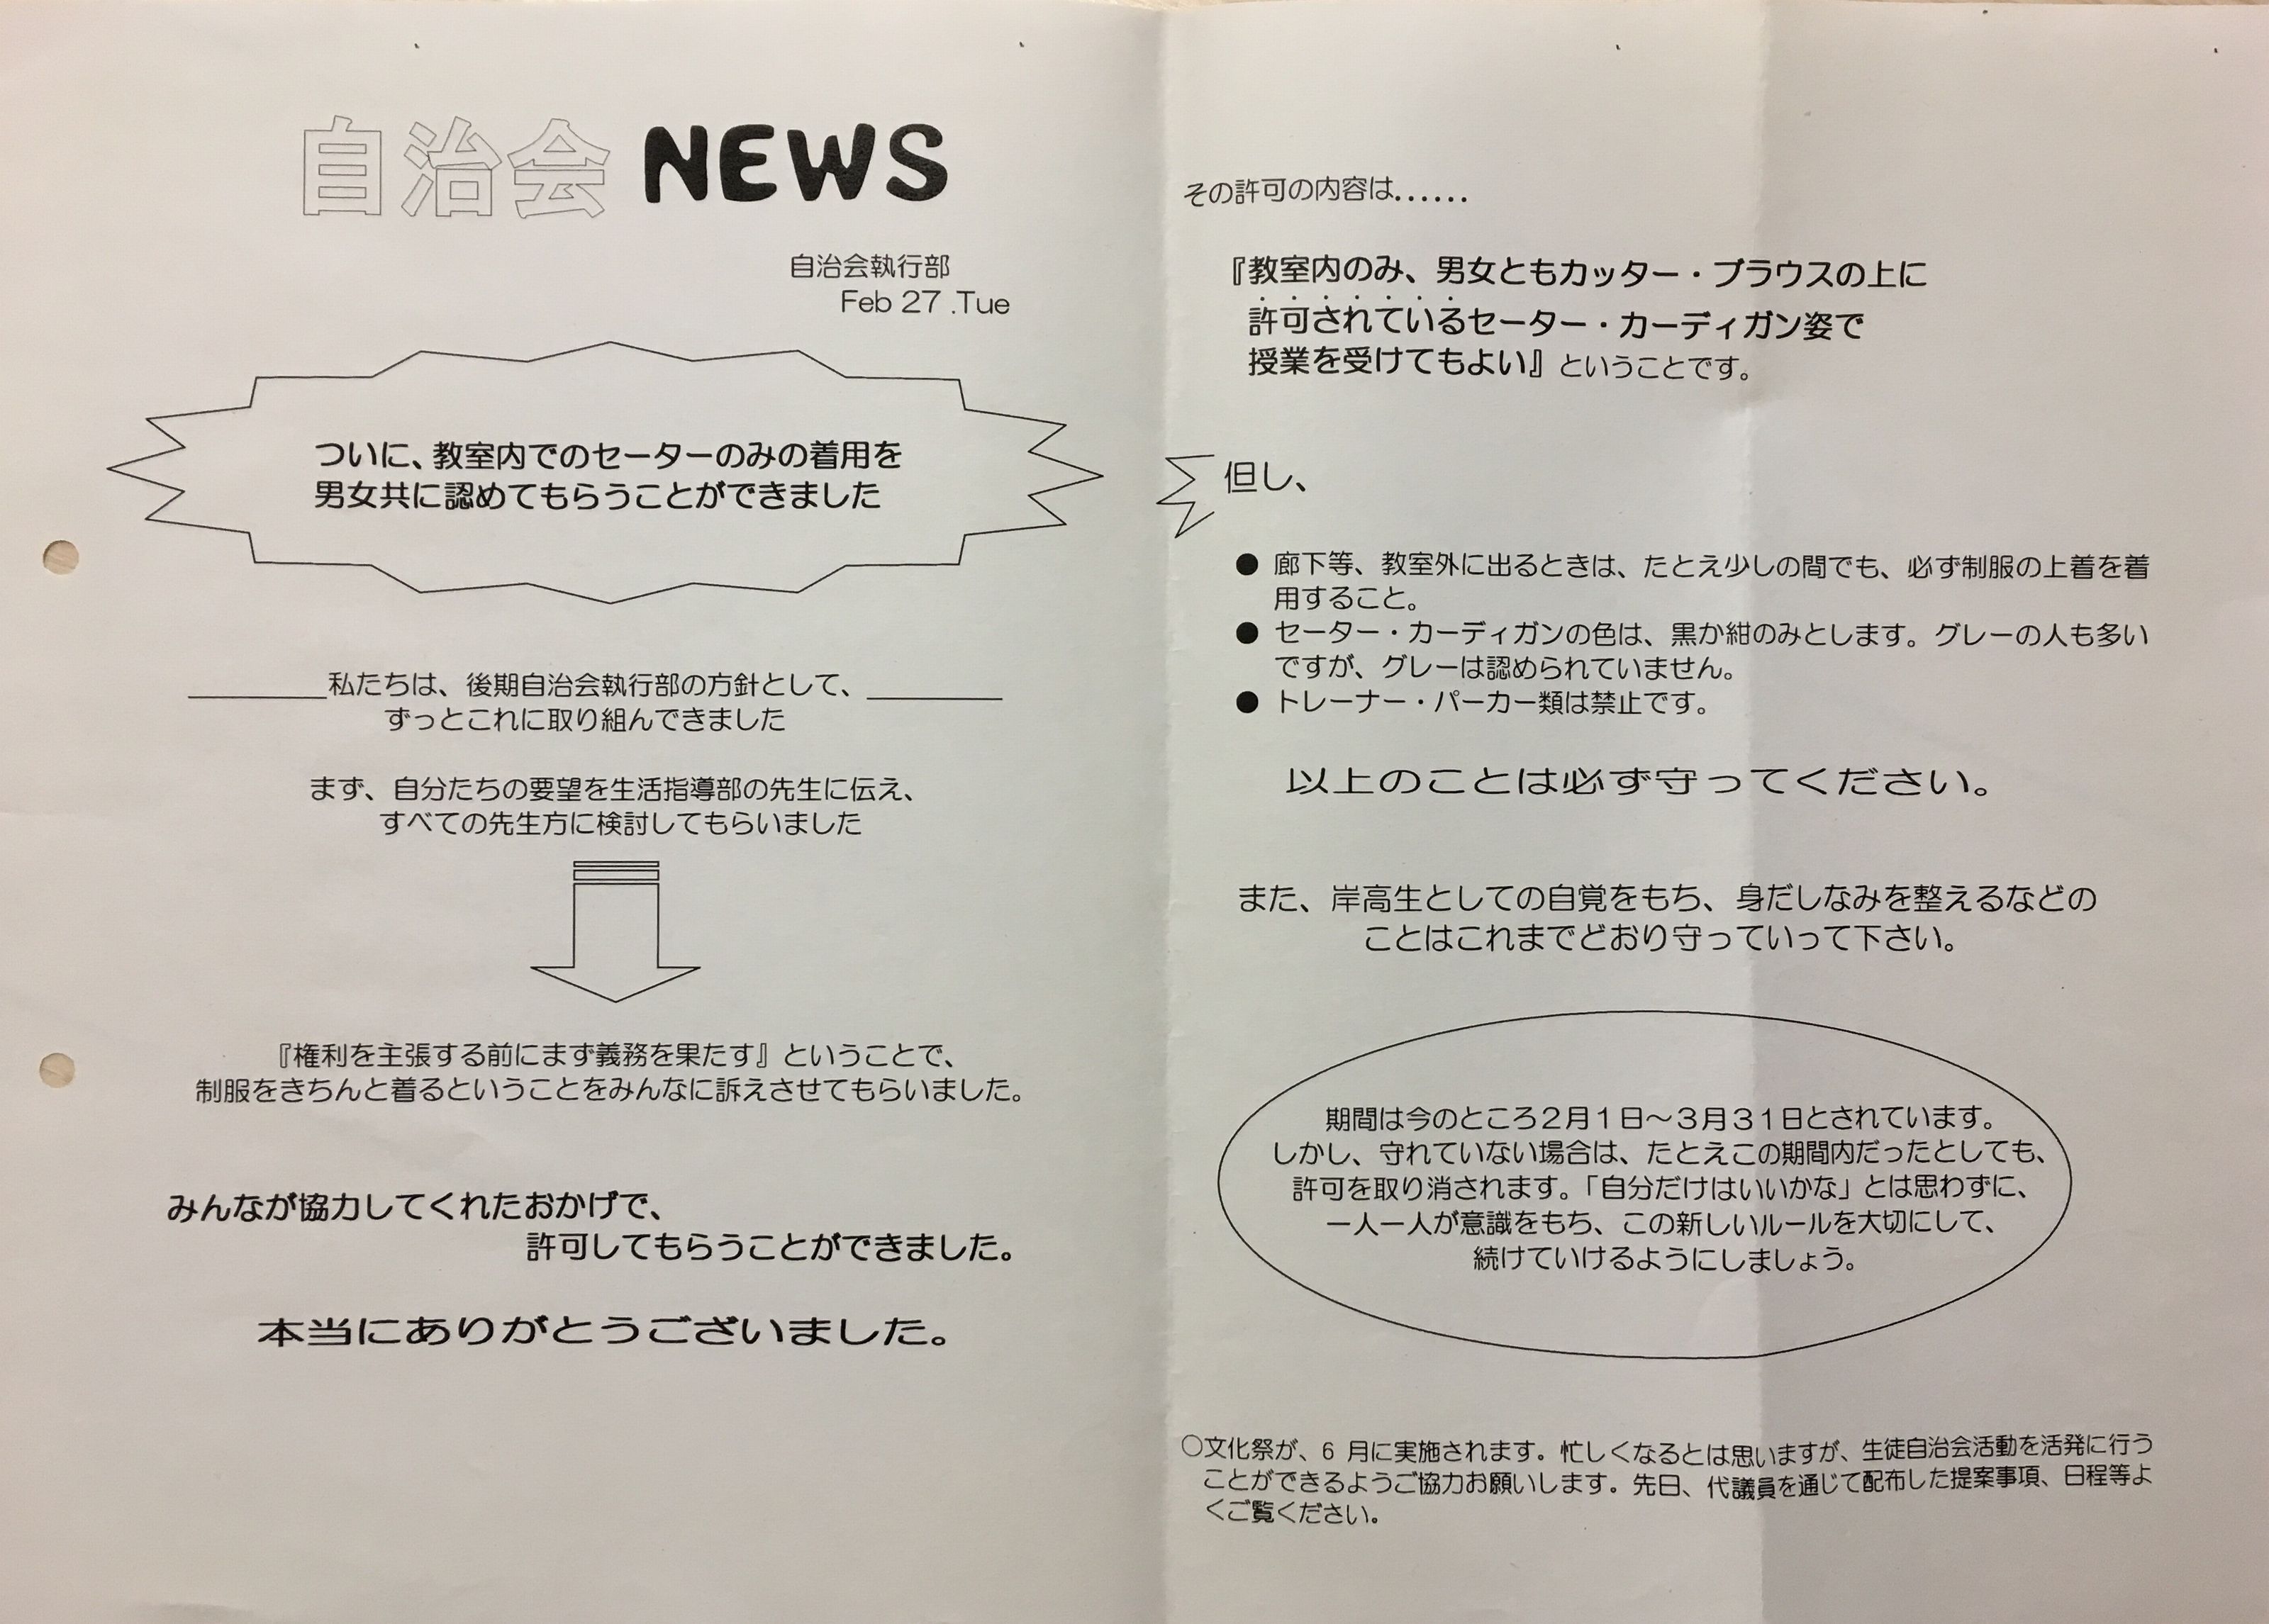 自治会 NEWS
自治会執行部
Feb 27 .Tue
ついに、教室内でのセーターのみの着用を
男女共に認めてもらうことができました
私たちは、後期自治会執行部の方針として、
ずっとこれに取り組んできました
まず、自分たちの要望を生活指導部の先生に伝え、
すべての先生方に検討してもらいました
『権利を主張する前にまず義務を果たす』ということで、
制服をきちんと着るということをみんなに訴えさせてもらいました。
みんなが協力してくれたおかげで、
許可してもらうことができました。
本当にありがとうございました。
その許可の内容は......
『教室内のみ、男女ともカッター・ブラウスの上に
許可されているセーター・カーディガン姿で
授業を受けてもよい』ということです。
但し、
● 廊下等、教室外に出るときは、たとえ少しの間でも、必ず制服の上着を着
用すること。
● セーター・カーディガンの色は、黒か紺のみとします。グレーの人も多い
ですが、グレーは認められていません。
● トレーナー・パーカー類は禁止です。
以上のことは必ず守ってください。
また、岸高生としての自覚をもち、身だしなみを整えるなどの
ことはこれまでどおり守っていって下さい。
期間は今のところ２月１日～３月３１日とされています。
しかし、守れていない場合は、たとえこの期間内だったとしても、
許可を取り消されます。「自分だけはいいかな」とは思わずに、
一人一人が意識をもち、この新しいルールを大切にして、
続けていけるようにしましょう。
○文化祭が、6 月に実施されます。忙しくなるとは思いますが、生徒自治会活動を活発に行う
ことができるようご協力お願いします。先日、代議員を通じて配布した提案事項、日程等よ
くご覧ください。